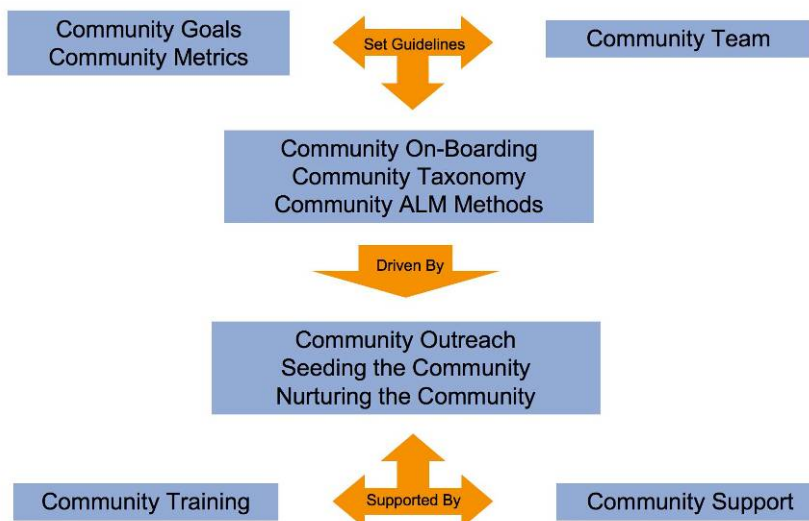 Community Goals
Community Metrics
Set Guidelines
Community Team
Community On-Boarding
Community Taxonomy
Community ALM Methods
Driven By
Community Outreach
Seeding the Community
Nurturing the Community
Community Training
Supported By
Community Support